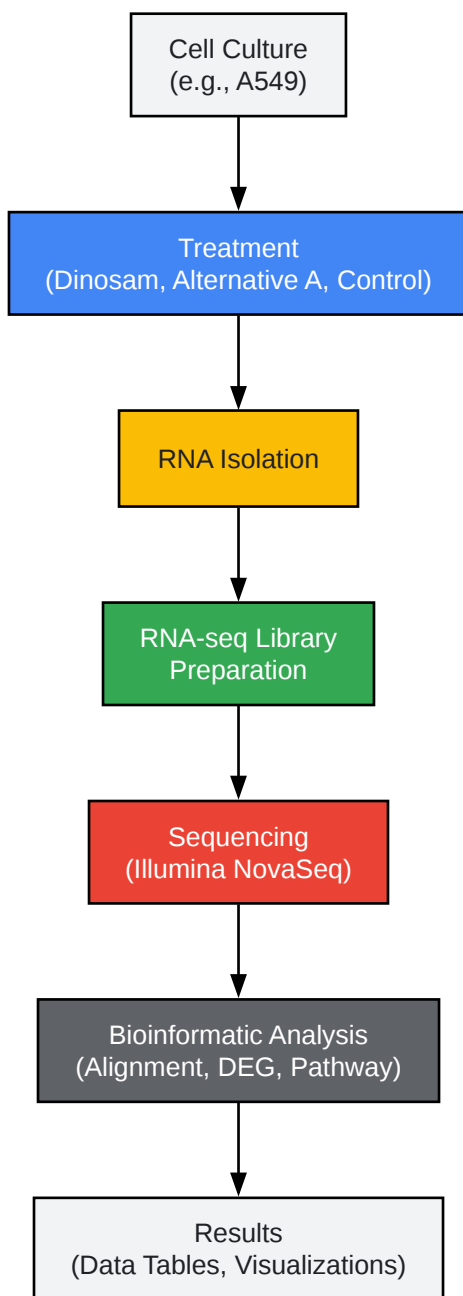 Cell Culture
(e.g., A549)
Treatment
(Dinosam, Alternative A, Control)
RNA Isolation
RNA-seq Library
Preparation
Sequencing
(Illumina NovaSeq)
Bioinformatic Analysis
(Alignment, DEG, Pathway)
Results
(Data Tables, Visualizations)